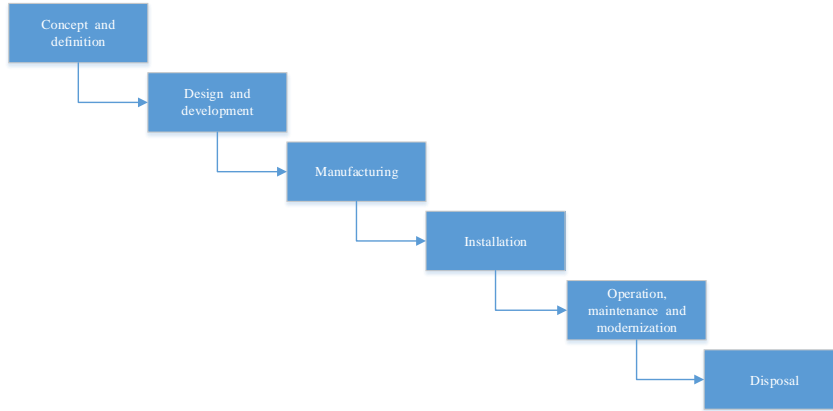 Concept and
definition
Design and
development
Manufacturing
Installation
Operation,
maintenance and
modernization
Disposal